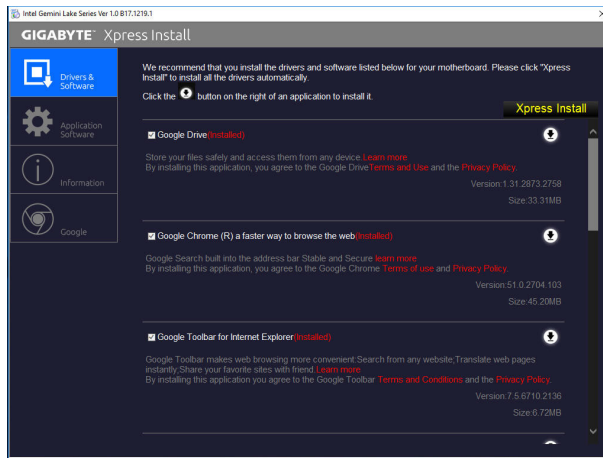 Intel Gemini Lake Series Ver 1.0 B17.1219.1
GIGABYTE™ Xpress Install
Drivers &
Software
Application
Software
Information
Google
We recommend that you install the drivers and software listed below for your motherboard. Please click "Xpress
Install" to install all the drivers automatically.
Click the button on the right of an application to install it.
Xpress Install
Google Drive(Installed)
Store your files safely and access them from any device.Learn more
By installing this application, you agree to the Google DriveTerms and Use and the Privacy Policy.
Version:1.31.2873.2758
Size:33.31MB
Google Chrome (R) a faster way to browse the web(Installed)
Google Search built into the address bar Stable and Secure learn more
By installing this application, you agree to the Google Chrome Terms of use and Privacy Policy.
Version:51.0.2704.103
Size:45.20MB
Google Toolbar for Internet Explorer(Installed)
Google Toolbar makes web browsing more convenient:Search from any website;Translate web pages
instantly;Share your favorite sites with friend.Learn more
By installing this application you agree to the Google Toolbar Terms and Conditions and the Privacy Policy.
Version:7.5.6710.2136
Size:6.72MB